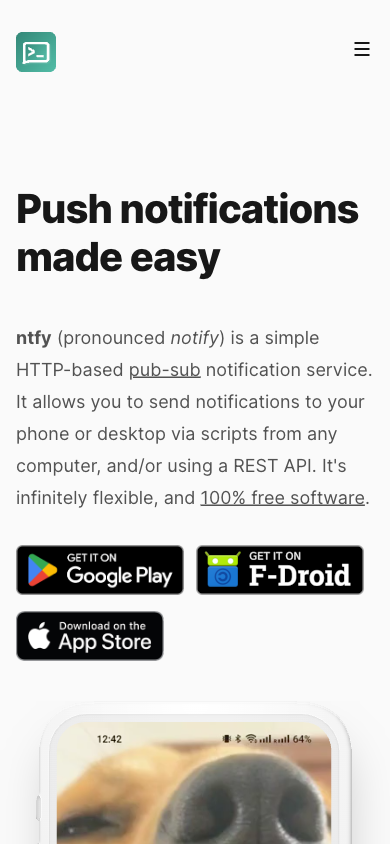 Push notifications
made easy
ntfy (pronounced notify) is a simple
HTTP-based pub-sub notification service.
It allows you to send notifications to your
phone or desktop via scripts from any
computer, and/or using a REST API. It's
infinitely flexible, and 100% free software.
GET IT ON
Google Play
GET IT ON
F-Droid
Download on the
App Store
12:42
64%